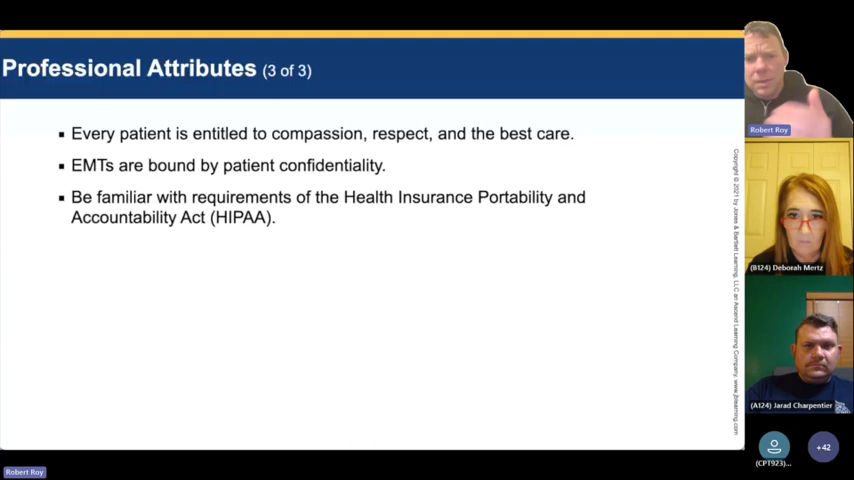 Professional Attributes (3 of 3)
▪ Every patient is entitled to compassion, respect, and the best care.
▪ EMTs are bound by patient confidentiality.
▪ Be familiar with requirements of the Health Insurance Portability and
Accountability Act (HIPAA).
Copyright © 2021 by Jones & Bartlett Learning, LLC an Ascend Learning Company. www.jblearning.com
Robert Roy
(B124) Deborah Mertz
(A124) Jarad Charpentier
(CPT923)...
+42
Robert Roy